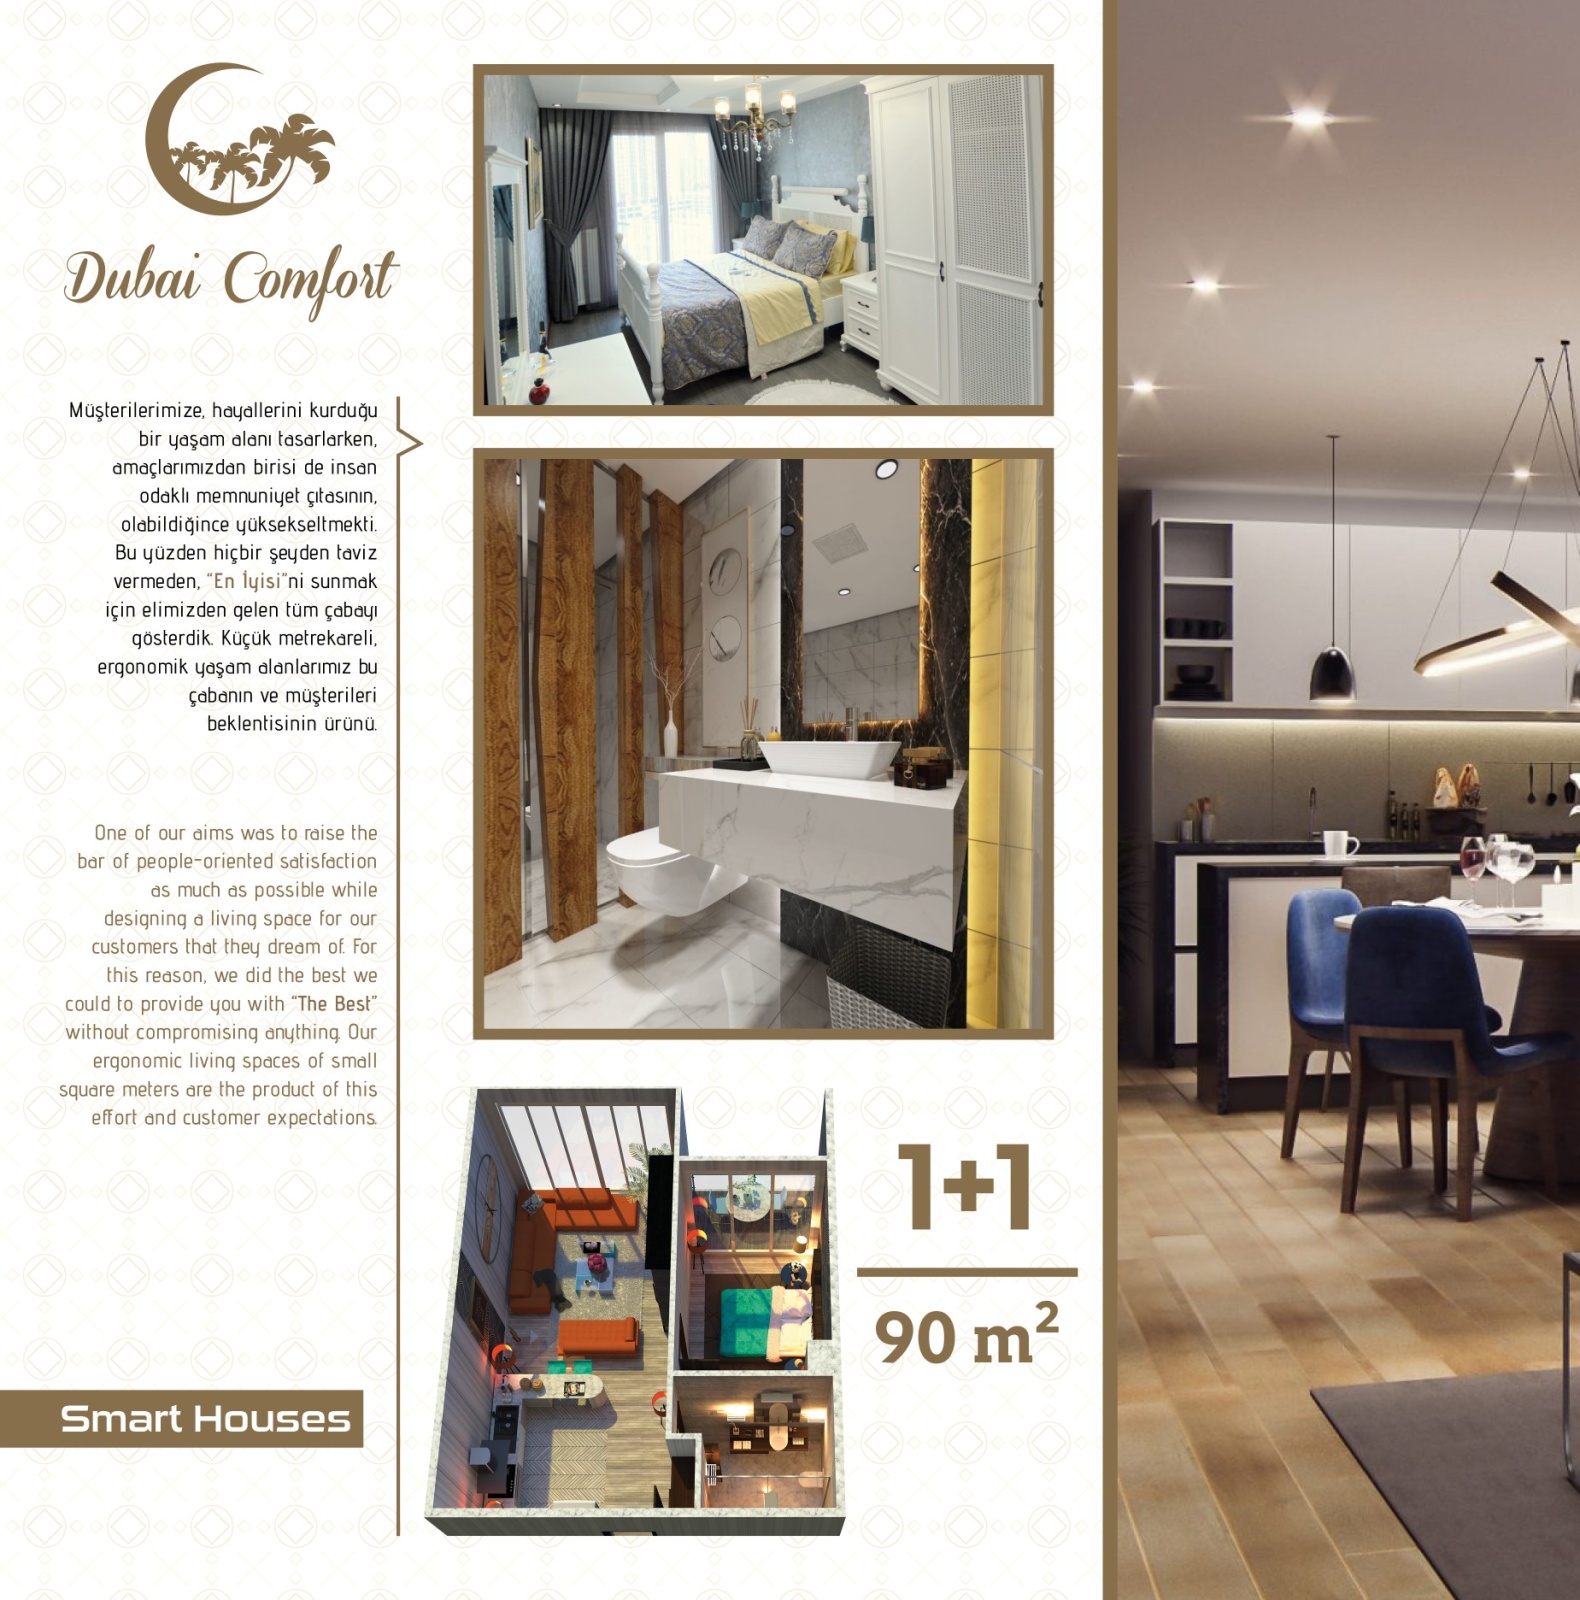 Dubai Comfort
Müşterilerimize, hayallerini kurduğu
bir yaşam alanı tasarlarken,
amaçlarımızdan birisi de insan
odaklı memnuniyet çıtasının,
olabildiğince yüksekseltmekti.
Bu yüzden hiçbir şeyden taviz
vermeden, “En İyisi”ni sunmak
için elimizden gelen tüm çabayı
gösterdik. Küçük metrekareli,
ergonomik yaşam alanlarımız bu
çabanın ve müşterileri
beklentisinin ürünü.
One of our aims was to raise the
bar of people-oriented satisfaction
as much as possible while
designing a living space for our
customers that they dream of. For
this reason, we did the best we
could to provide you with “The Best”
without compromising anything. Our
ergonomic living spaces of small
square meters are the product of this
effort and customer expectations.
1+1
90 m²
Smart Houses